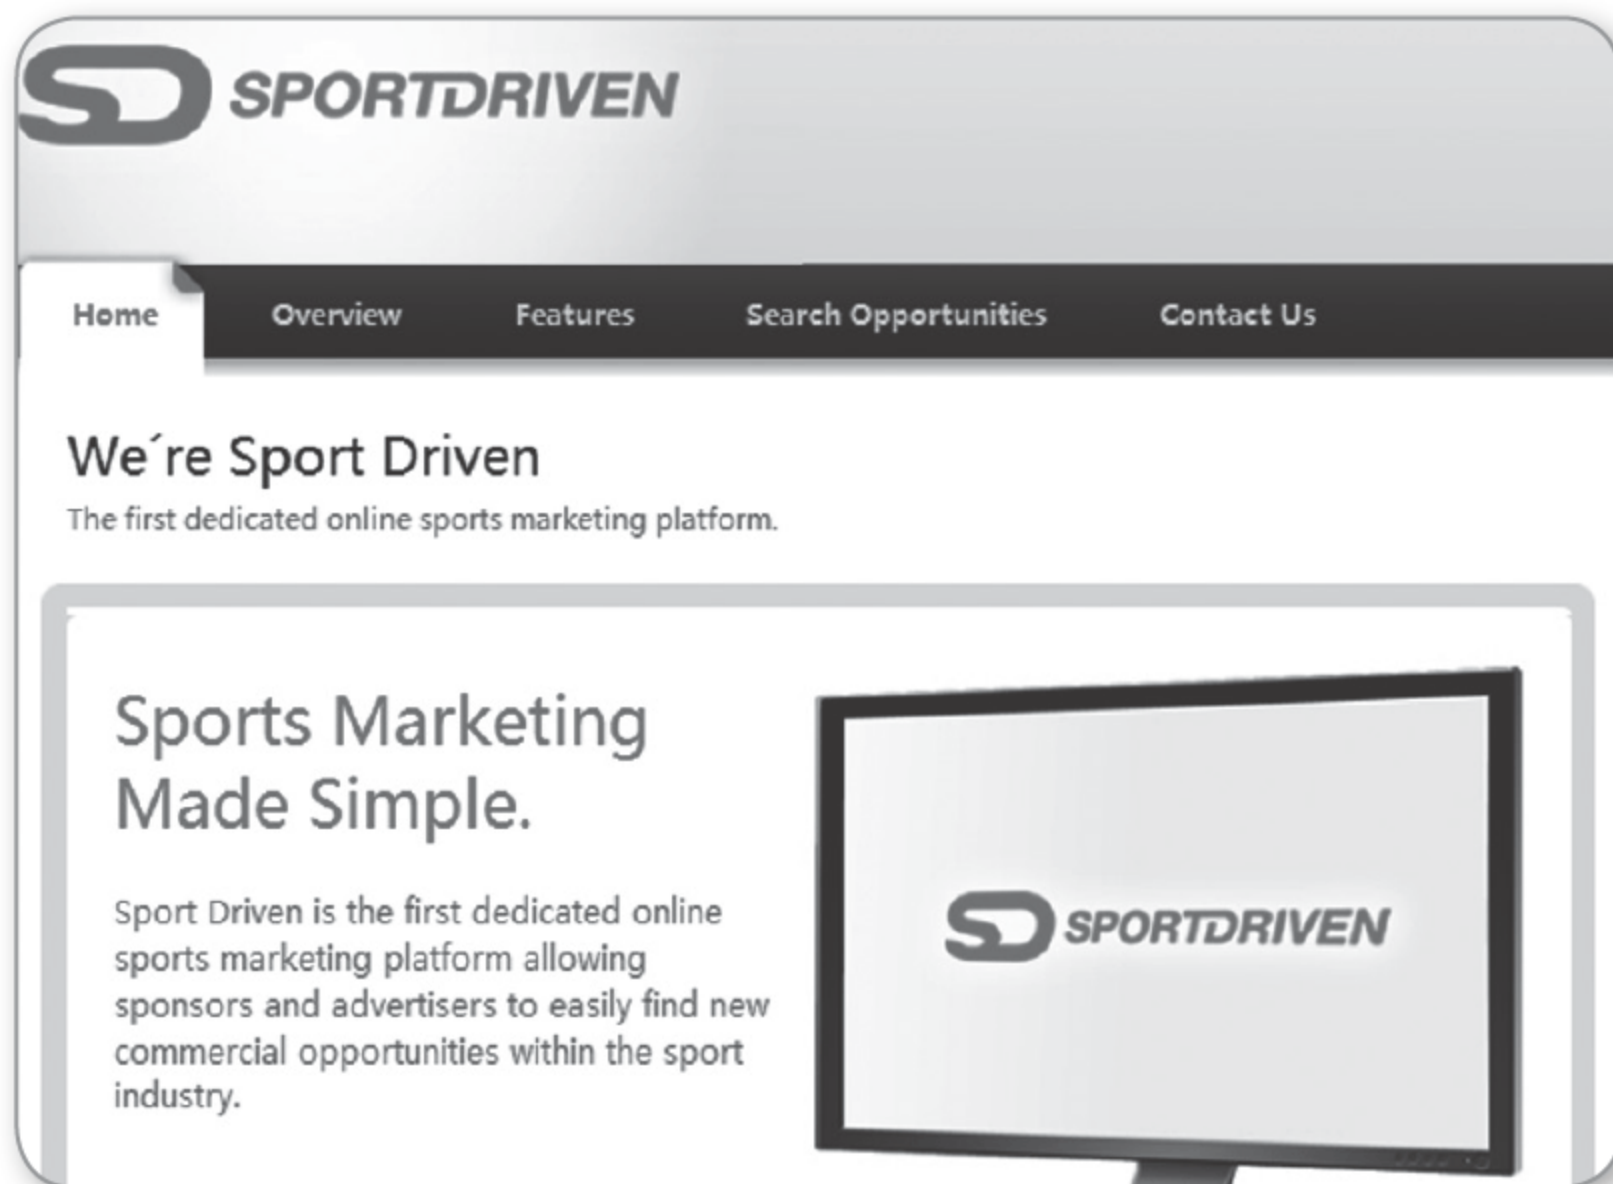 SD SPORTDRIVEN
Home Overview Features Search Opportunities Contact Us
We´re Sport Driven
The first dedicated online sports marketing platform.
Sports Marketing
Made Simple.
Sport Driven is the first dedicated online
sports marketing platform allowing
sponsors and advertisers to easily find new
commercial opportunities within the sport
industry.
SD SPORTDRIVEN